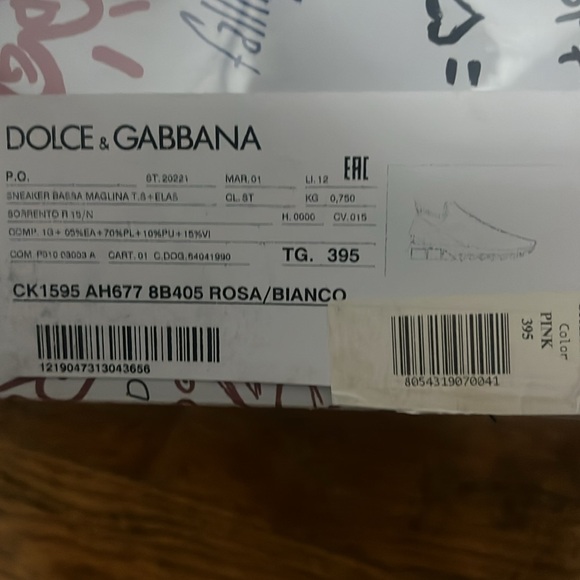 DOLCE & GABBANA
P.O. ST. 20221 MAR. 01 LI. 12 EAC
SNEAKER BASSA MAGLINA T.S+ELAS CL. ST KG 0,750
SORRENTO R 15/N H. 0000 CV. 015
COMP. 1G+ 05%EA+70%PL+10%PU+15%VI
COM. P910 03003 A CART. 01 C.DOG. 64041990 TG. 395
CK1595 AH677 8B405 ROSA/BIANCO
1219047313043656
Color
PINK
395
8054319070041